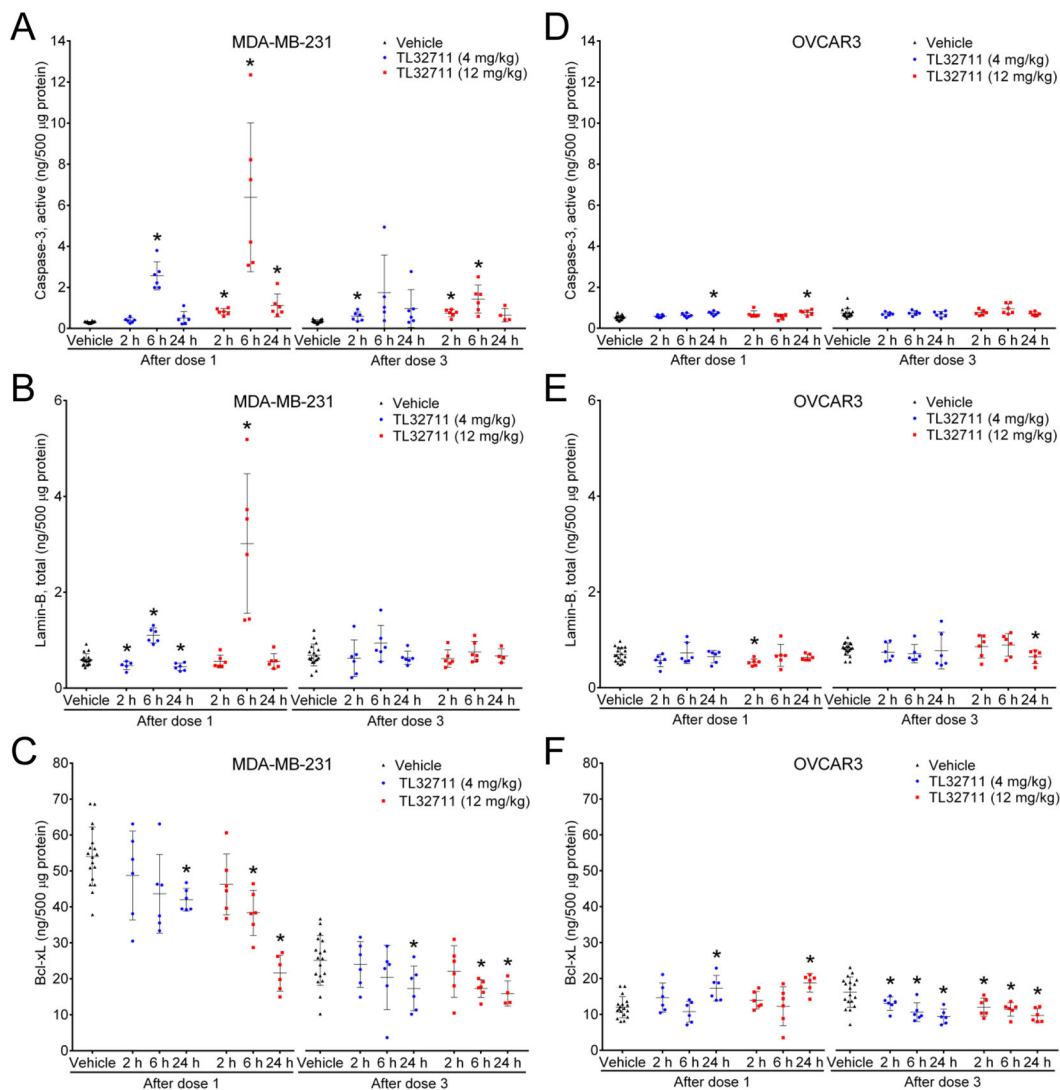 A
MDA-MB-231
Vehicle
TL32711 (4 mg/kg)
TL32711 (12 mg/kg)
Caspase-3, active (ng/500 µg protein)
14
12
10
8
6
4
2
0
* * * * * * *
Vehicle 2 h 6 h 24 h 2 h 6 h 24 h Vehicle 2 h 6 h 24 h 2 h 6 h 24 h
After dose 1 After dose 3
D
OVCAR3
Vehicle
TL32711 (4 mg/kg)
TL32711 (12 mg/kg)
Caspase-3, active (ng/500 µg protein)
14
12
10
8
6
4
2
0
* *
Vehicle 2 h 6 h 24 h 2 h 6 h 24 h Vehicle 2 h 6 h 24 h 2 h 6 h 24 h
After dose 1 After dose 3
B
MDA-MB-231
Vehicle
TL32711 (4 mg/kg)
TL32711 (12 mg/kg)
Lamin-B, total (ng/500 µg protein)
6
4
2
0
* * * *
Vehicle 2 h 6 h 24 h 2 h 6 h 24 h Vehicle 2 h 6 h 24 h 2 h 6 h 24 h
After dose 1 After dose 3
E
OVCAR3
Vehicle
TL32711 (4 mg/kg)
TL32711 (12 mg/kg)
Lamin-B, total (ng/500 µg protein)
6
4
2
0
* *
Vehicle 2 h 6 h 24 h 2 h 6 h 24 h Vehicle 2 h 6 h 24 h 2 h 6 h 24 h
After dose 1 After dose 3
C
MDA-MB-231
Vehicle
TL32711 (4 mg/kg)
TL32711 (12 mg/kg)
Bcl-xL (ng/500 µg protein)
80
70
60
50
40
30
20
10
0
* * * * * *
Vehicle 2 h 6 h 24 h 2 h 6 h 24 h Vehicle 2 h 6 h 24 h 2 h 6 h 24 h
After dose 1 After dose 3
F
OVCAR3
Vehicle
TL32711 (4 mg/kg)
TL32711 (12 mg/kg)
Bcl-xL (ng/500 µg protein)
80
70
60
50
40
30
20
10
0
* * * * * * * *
Vehicle 2 h 6 h 24 h 2 h 6 h 24 h Vehicle 2 h 6 h 24 h 2 h 6 h 24 h
After dose 1 After dose 3